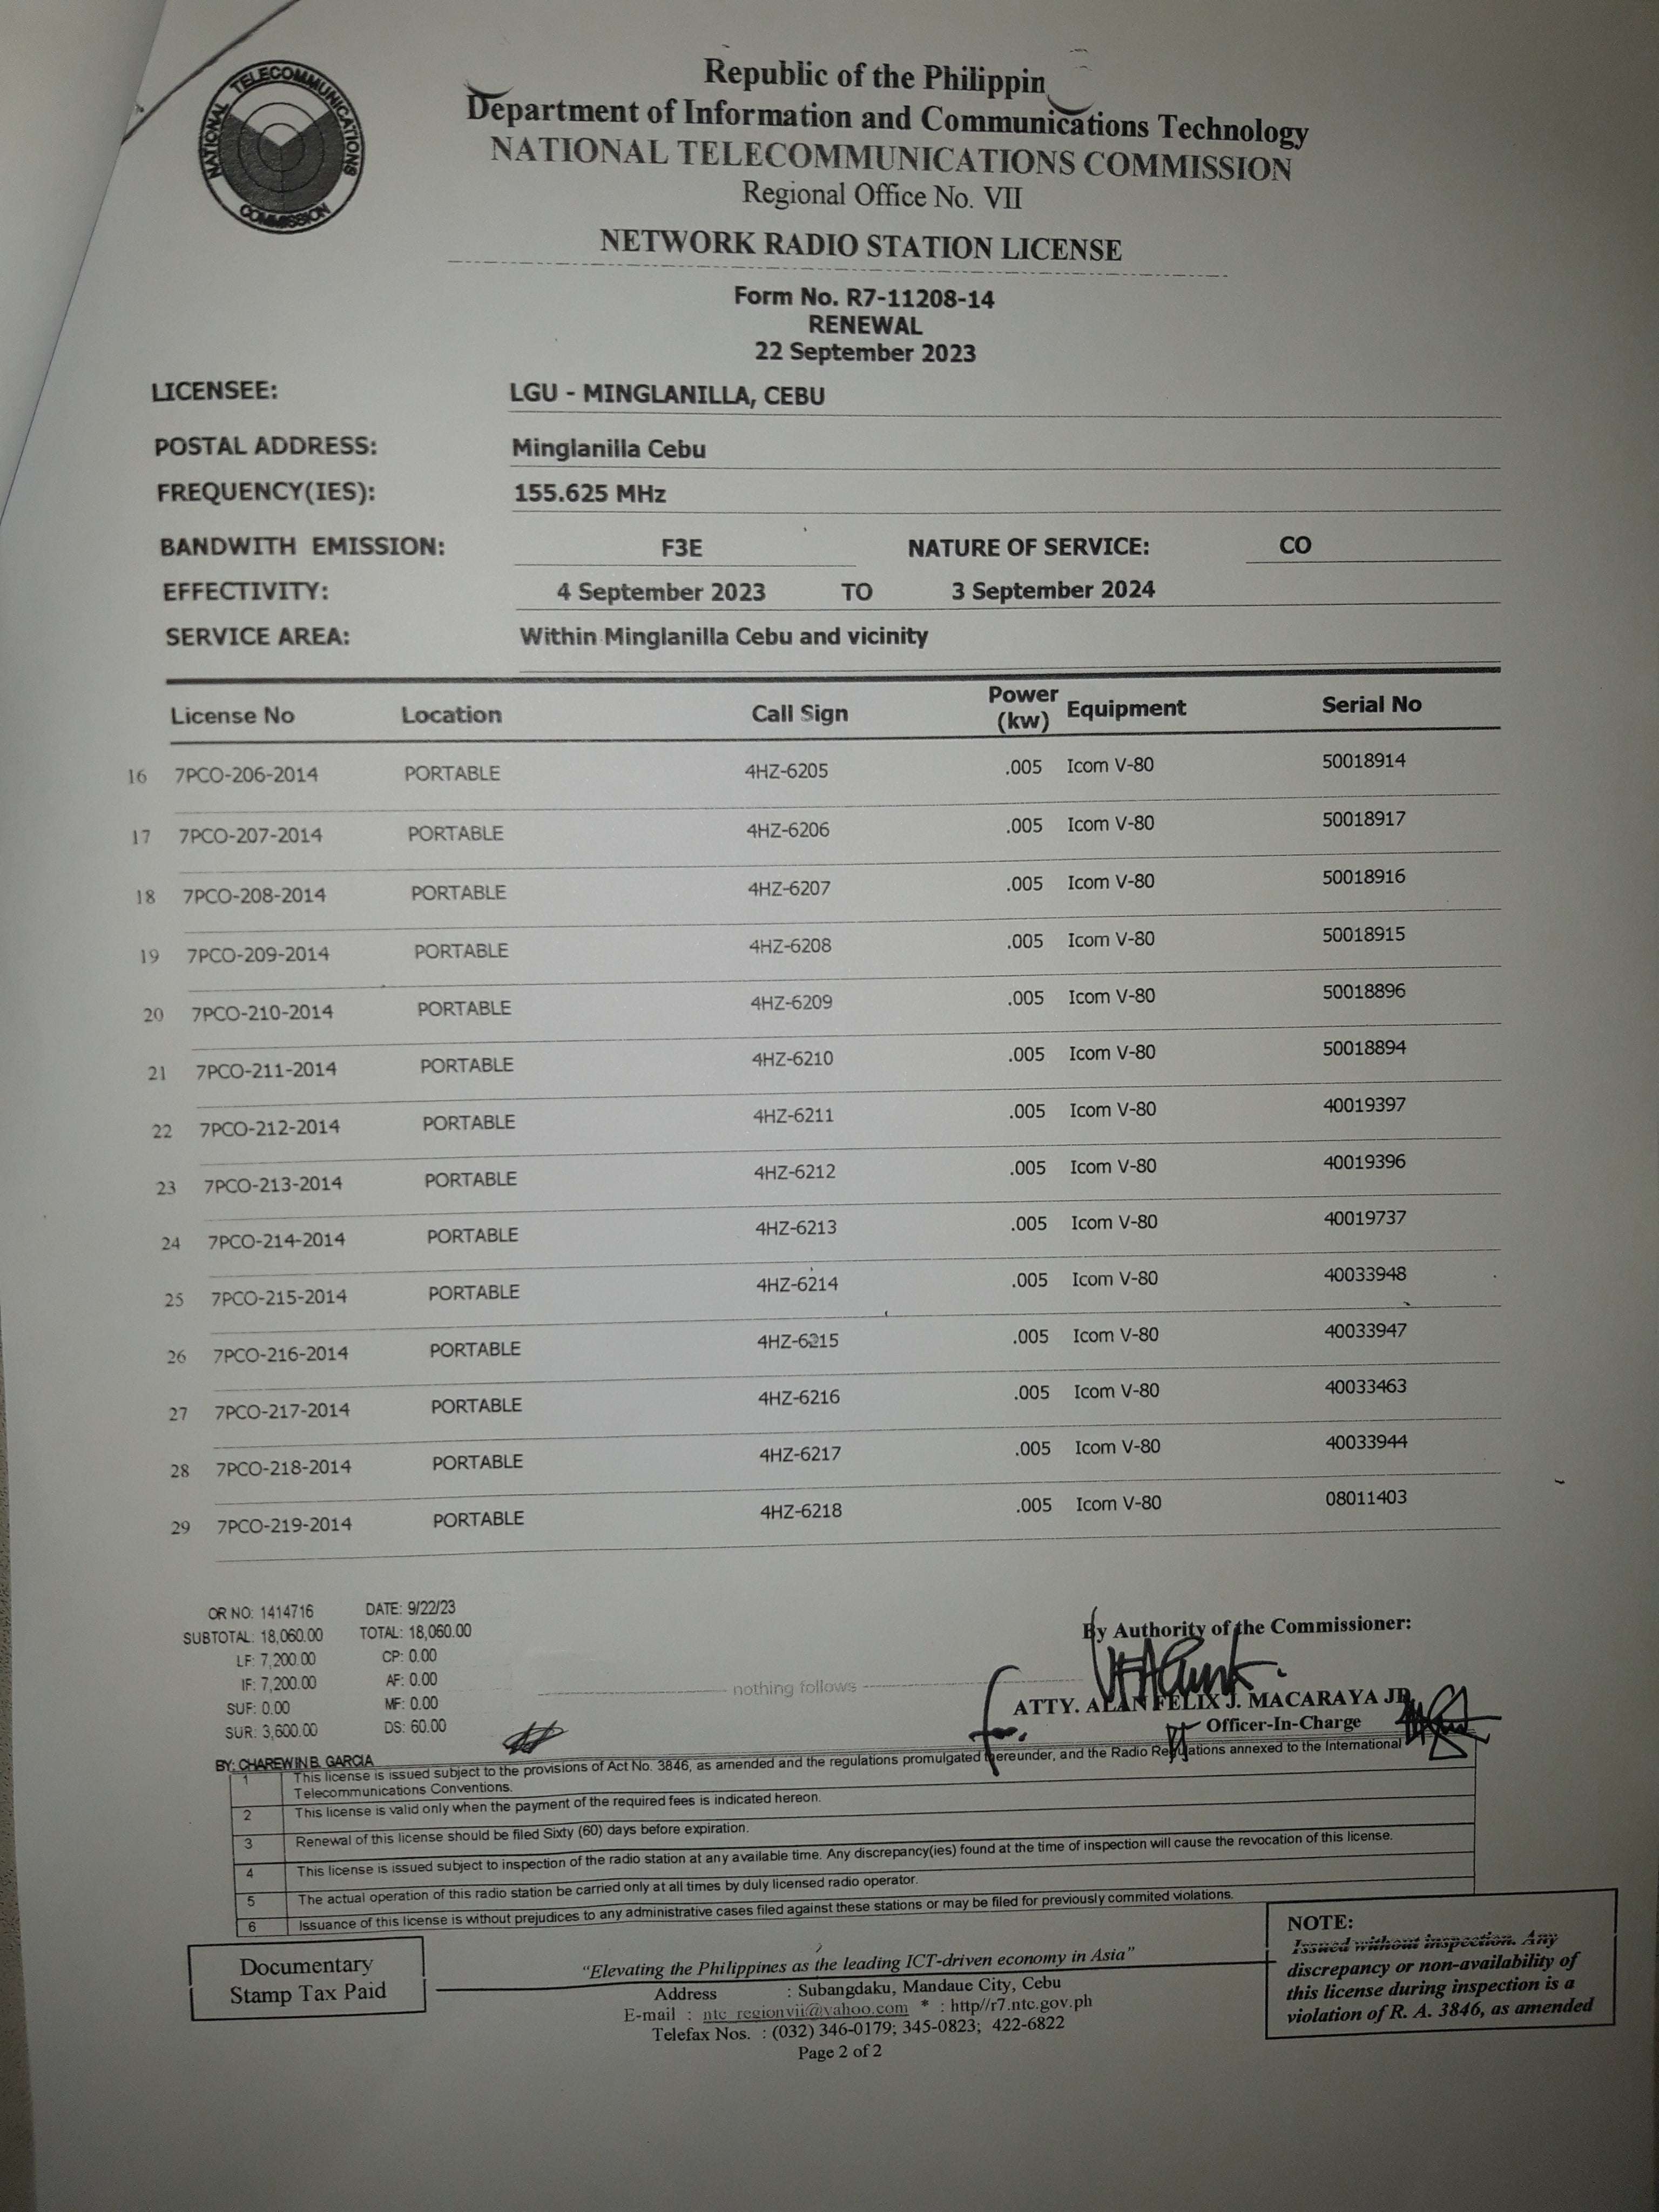 NATIONAL TELECOMMUNICATIONS COMMISSION
Republic of the Philippin
Department of Information and Communications Technology
NATIONAL TELECOMMUNICATIONS COMMISSION
Regional Office No. VII
NETWORK RADIO STATION LICENSE
Form No. R7-11208-14
RENEWAL
22 September 2023
LICENSEE: LGU - MINGLANILLA, CEBU
POSTAL ADDRESS: Minglanilla Cebu
FREQUENCY(IES): 155.625 MHz
BANDWITH EMISSION: F3E NATURE OF SERVICE: CO
EFFECTIVITY: 4 September 2023 TO 3 September 2024
SERVICE AREA: Within Minglanilla Cebu and vicinity
License No Location Call Sign Power (kw) Equipment Serial No
16 7PCO-206-2014 PORTABLE 4HZ-6205 .005 Icom V-80 50018914
17 7PCO-207-2014 PORTABLE 4HZ-6206 .005 Icom V-80 50018917
18 7PCO-208-2014 PORTABLE 4HZ-6207 .005 Icom V-80 50018916
19 7PCO-209-2014 PORTABLE 4HZ-6208 .005 Icom V-80 50018915
20 7PCO-210-2014 PORTABLE 4HZ-6209 .005 Icom V-80 50018896
21 7PCO-211-2014 PORTABLE 4HZ-6210 .005 Icom V-80 50018894
22 7PCO-212-2014 PORTABLE 4HZ-6211 .005 Icom V-80 40019397
23 7PCO-213-2014 PORTABLE 4HZ-6212 .005 Icom V-80 40019396
24 7PCO-214-2014 PORTABLE 4HZ-6213 .005 Icom V-80 40019737
25 7PCO-215-2014 PORTABLE 4HZ-6214 .005 Icom V-80 40033948
26 7PCO-216-2014 PORTABLE 4HZ-6215 .005 Icom V-80 40033947
27 7PCO-217-2014 PORTABLE 4HZ-6216 .005 Icom V-80 40033463
28 7PCO-218-2014 PORTABLE 4HZ-6217 .005 Icom V-80 40033944
29 7PCO-219-2014 PORTABLE 4HZ-6218 .005 Icom V-80 08011403
OR NO: 1414716 DATE: 9/22/23
SUBTOTAL: 18,060.00 TOTAL: 18,060.00
LF: 7,200.00 CP: 0.00
IF: 7,200.00 AF: 0.00
SUF: 0.00 MF: 0.00
SUR: 3,600.00 DS: 60.00
nothing follows
By Authority of the Commissioner:
ATTY. ALAN FELIX J. MACARAYA JR.
Officer-In-Charge
BY: CHAREWIN B. GARCIA
1 This license is issued subject to the provisions of Act No. 3846, as amended and the regulations promulgated thereunder, and the Radio Regulations annexed to the International
Telecommunications Conventions.
2 This license is valid only when the payment of the required fees is indicated hereon.
3 Renewal of this license should be filed Sixty (60) days before expiration.
4 This license is issued subject to inspection of the radio station at any available time. Any discrepancy(ies) found at the time of inspection will cause the revocation of this license.
5 The actual operation of this radio station be carried only at all times by duly licensed radio operator.
6 Issuance of this license is without prejudices to any administrative cases filed against these stations or may be filed for previously commited violations.
Documentary
Stamp Tax Paid
"Elevating the Philippines as the leading ICT-driven economy in Asia"
Address : Subangdaku, Mandaue City, Cebu
E-mail : ntc_regionvii@yahoo.com * : http//r7.ntc.gov.ph
Telefax Nos. : (032) 346-0179; 345-0823; 422-6822
Page 2 of 2
NOTE:
Issued without inspection. Any
discrepancy or non-availability of
this license during inspection is a
violation of R. A. 3846, as amended